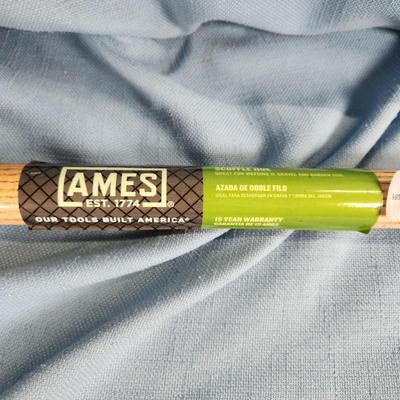 AMES
EST. 1774
®
OUR TOOLS BUILT AMERICA®
SCUFFLE HOE
GREAT FOR WEEDING IN GRAVEL AND GARDEN SOIL
AZADA DE DOBLE FILO
IDEAL PARA DESHIERBAR EN GRAVA Y TIERRA DEL JARDÍN
15 YEAR WARRANTY
GARANTÍA DE 15 AÑOS